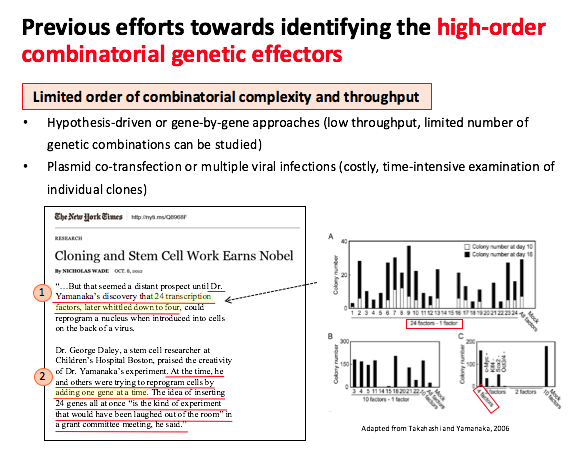 Previous efforts towards identifying the high-order
combinatorial genetic effectors
Limited order of combinatorial complexity and throughput
• Hypothesis-driven or gene-by-gene approaches (low throughput, limited number of
genetic combinations can be studied)
• Plasmid co-transfection or multiple viral infections (costly, time-intensive examination of
individual clones)
The New York Times
http://nyti.ms/Q8968F
RESEARCH
Cloning and Stem Cell Work Earns Nobel
By NICHOLAS WADE OCT. 8, 2012
1
"...But that seemed a distant prospect until Dr.
Yamanaka's discovery that 24 transcription
factors, later whittled down to four, could
reprogram a nucleus when introduced into cells
on the back of a virus.
2
Dr. George Daley, a stem cell researcher at
Children's Hospital Boston, praised the creativity
of Dr. Yamanaka's experiment. At the time, he
and others were trying to reprogram cells by
adding one gene at a time. The idea of inserting
24 genes all at once "is the kind of experiment
that would have been laughed out of the room" in
a grant committee meeting, he said."
A
Colony number
40
20
0
Colony number at day 10
Colony number at day 16
1 2 3 4 5 6 7 8 9 10 11 12 13 14 15 16 17 18 19 20 21 22 23 24 All Mock
24 factors - 1 factor
B
Colony number
300
150
0
3 4 5 11 14 15 18 20 21 22 All Mock
10 factors - 1 factor
C
160
0
c-Myc
Klf4
Sox2
Oct3/4
4 factors
2 factors
10 factors
Mock
Adapted from Takahashi and Yamanaka, 2006